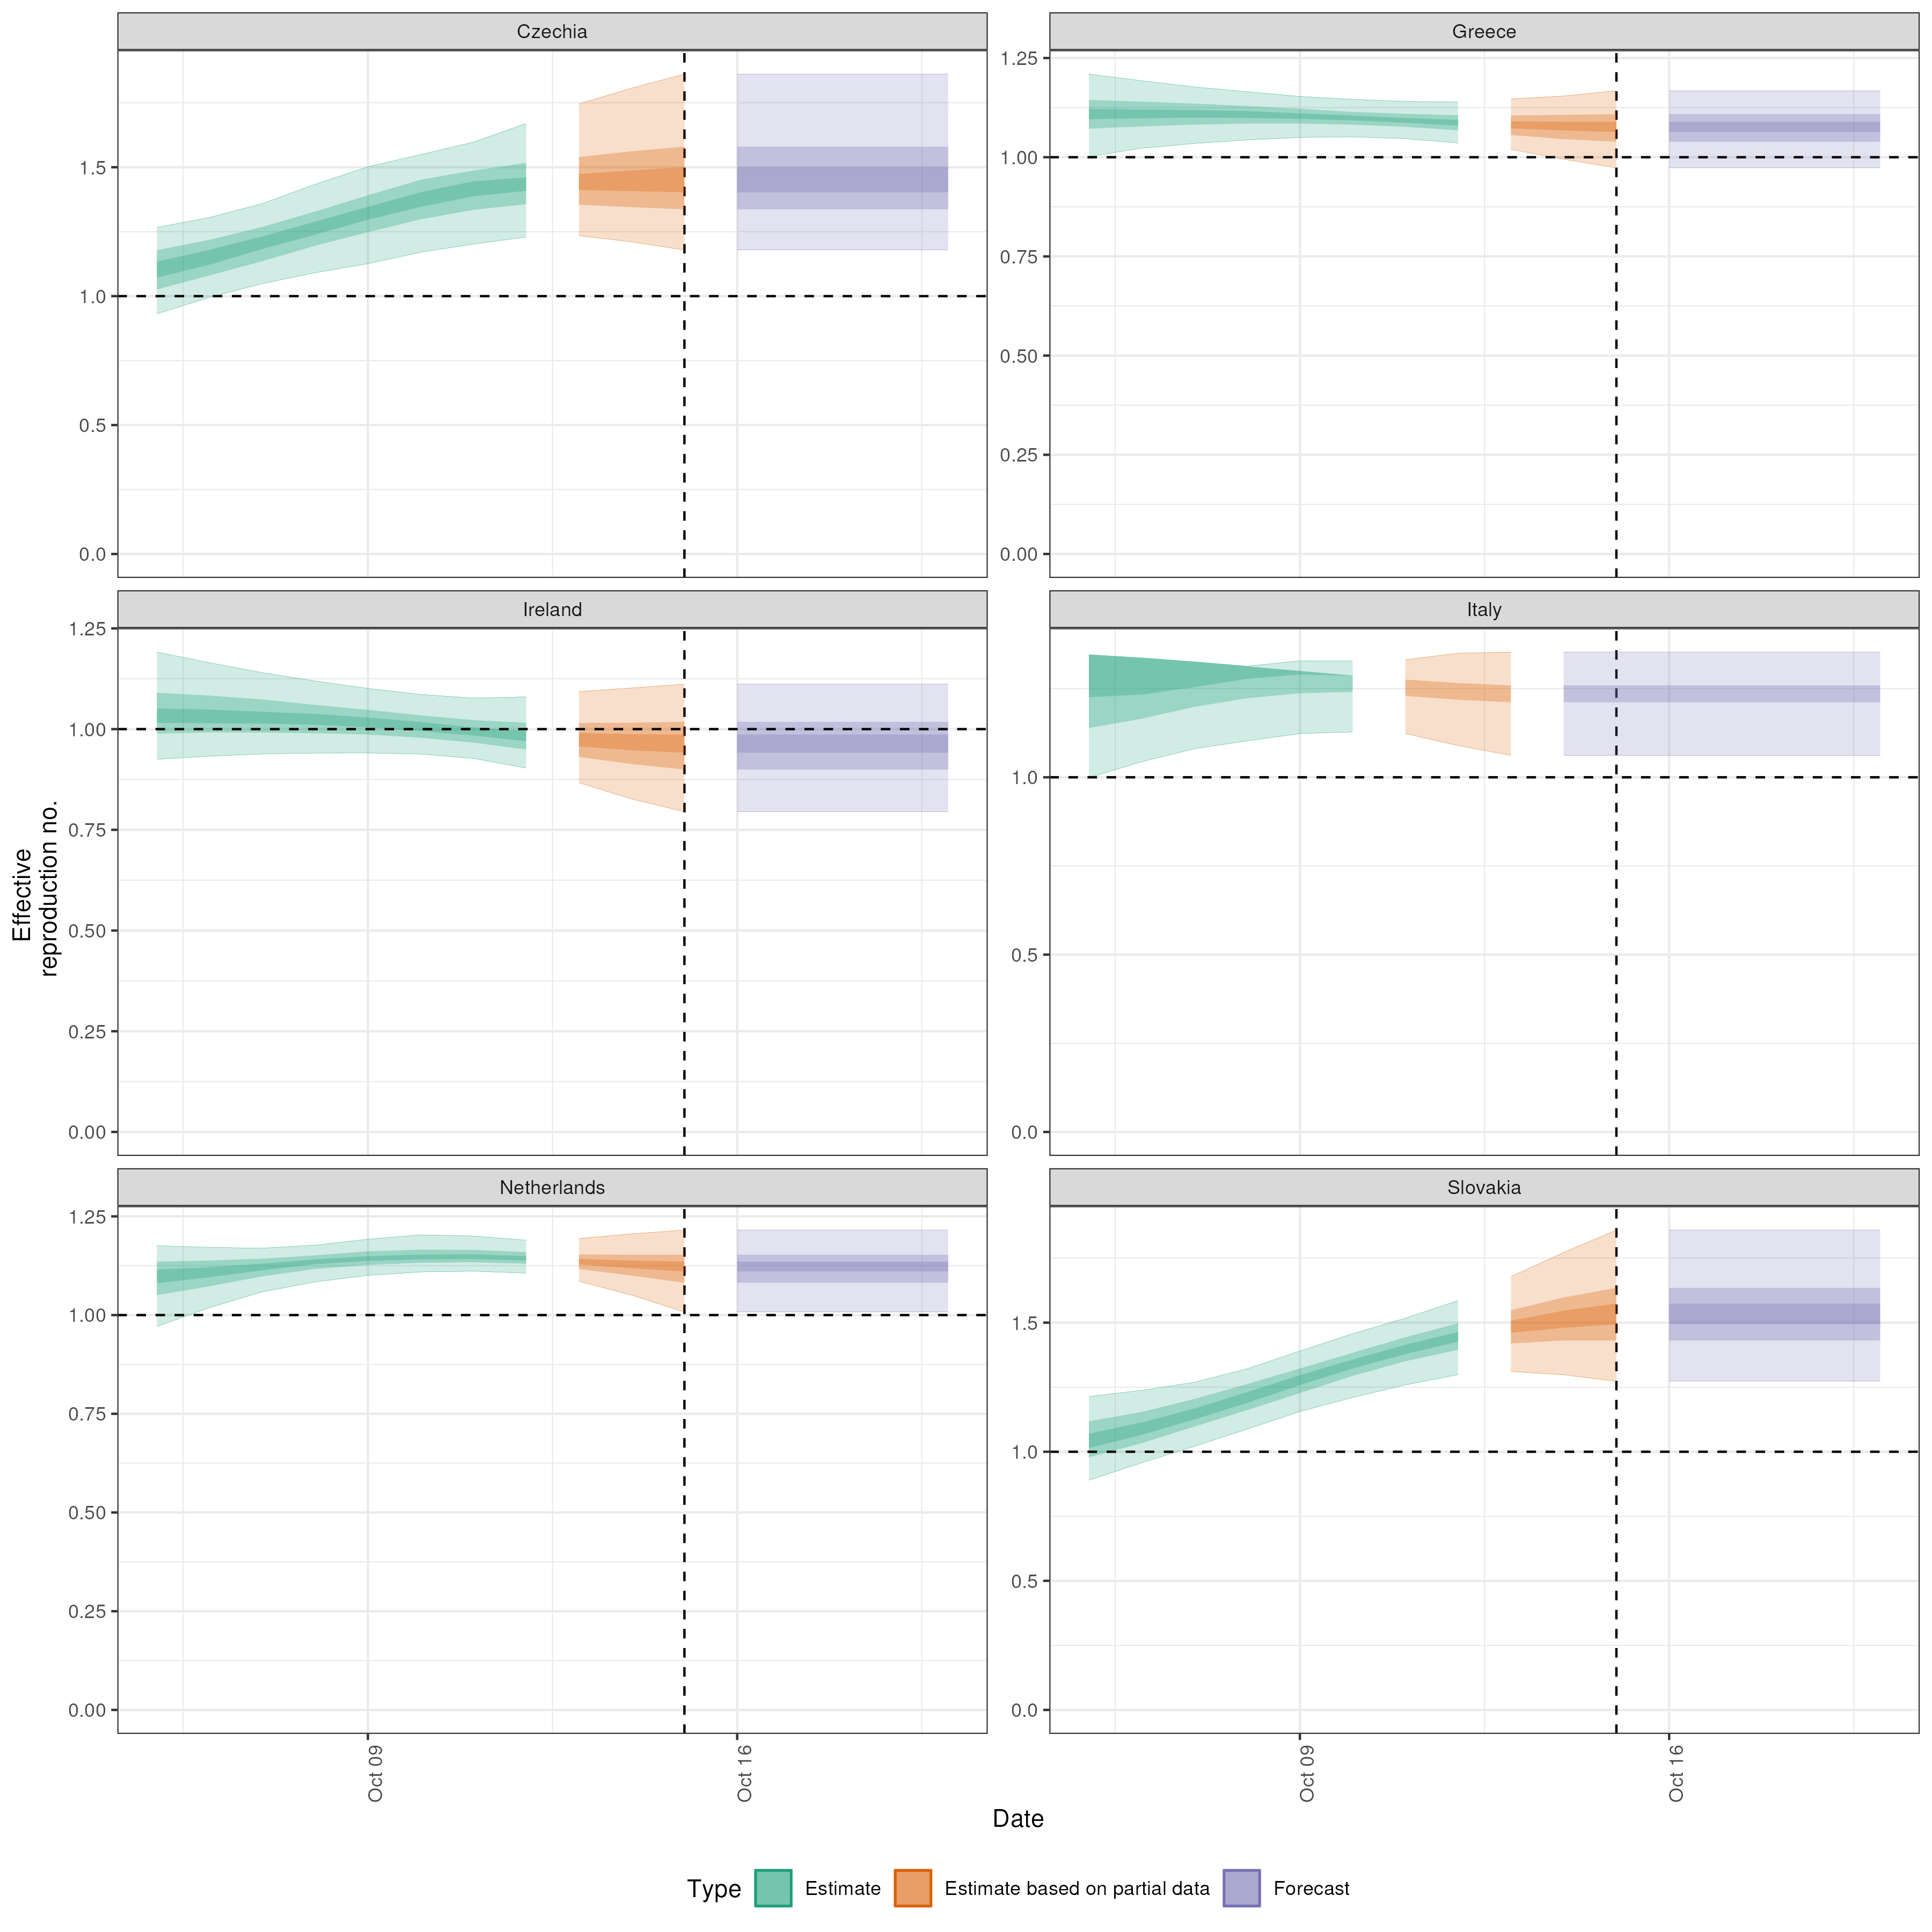 Czechia
Greece
1.5
1.0
0.5
0.0
1.25
1.00
0.75
0.50
0.25
0.00
Ireland
Italy
1.25
1.00
0.75
0.50
0.25
0.00
1.0
0.5
0.0
Effective
reproduction no.
Netherlands
Slovakia
1.25
1.00
0.75
0.50
0.25
0.00
1.5
1.0
0.5
0.0
Oct 09
Oct 16
Oct 09
Oct 16
Date
Type
Estimate
Estimate based on partial data
Forecast